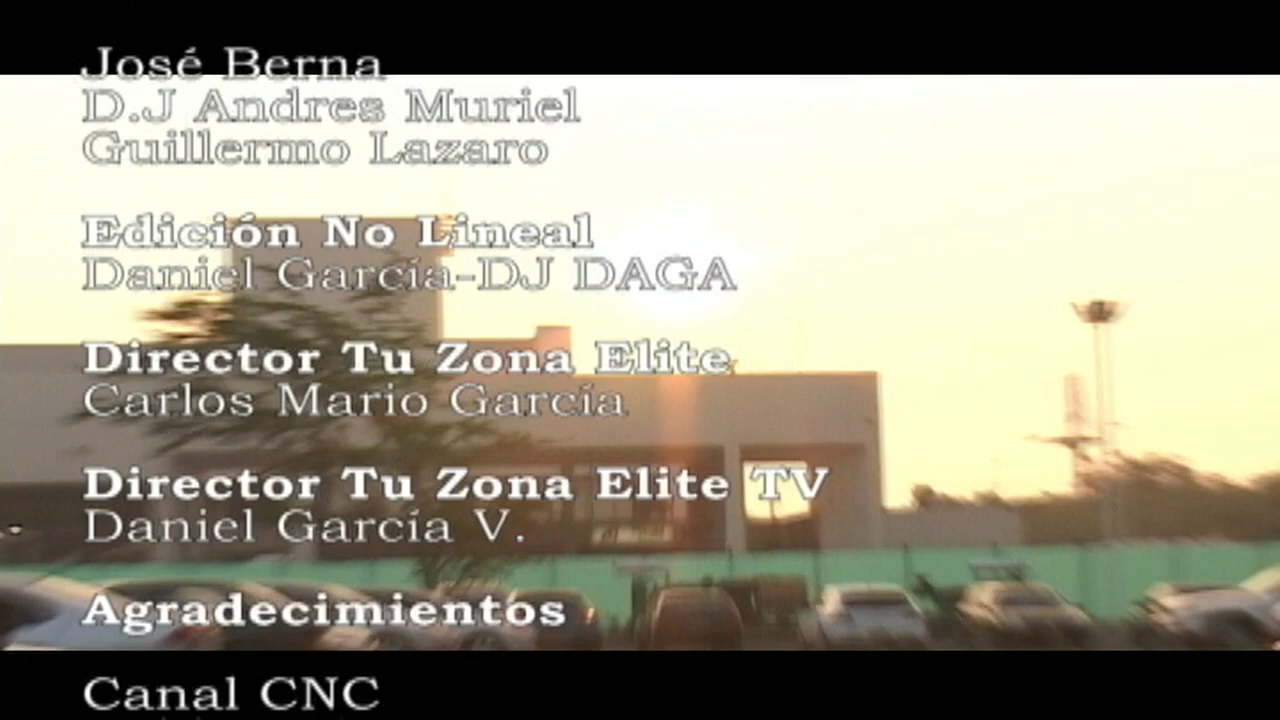 José Berna
D.J Andres Muriel
Guillermo Lazaro
Edición No Lineal
Daniel García-DJ DAGA
Director Tu Zona Elite
Carlos Mario García
Director Tu Zona Elite TV
Daniel García V.
Agradecimientos
Canal CNC